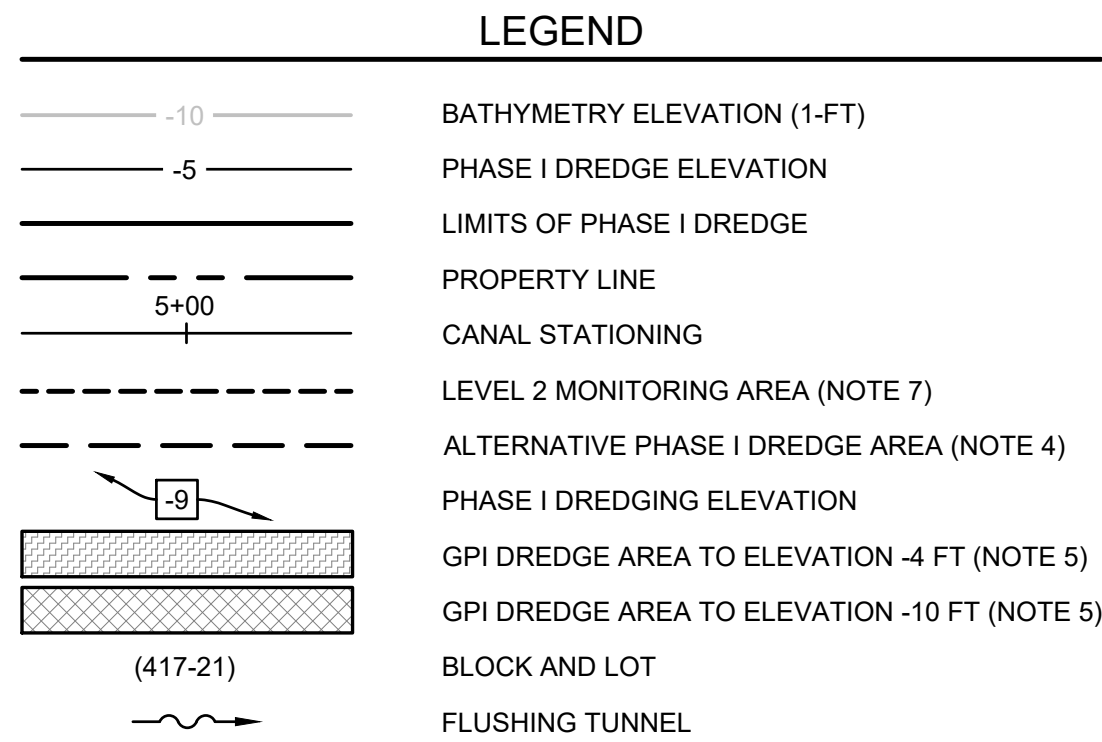 LEGEND
-10 BATHYMETRY ELEVATION (1-FT)
-5 PHASE I DREDGE ELEVATION
LIMITS OF PHASE I DREDGE
PROPERTY LINE
5+00 CANAL STATIONING
LEVEL 2 MONITORING AREA (NOTE 7)
ALTERNATIVE PHASE I DREDGE AREA (NOTE 4)
-9 PHASE I DREDGING ELEVATION
GPI DREDGE AREA TO ELEVATION -4 FT (NOTE 5)
GPI DREDGE AREA TO ELEVATION -10 FT (NOTE 5)
(417-21) BLOCK AND LOT
FLUSHING TUNNEL